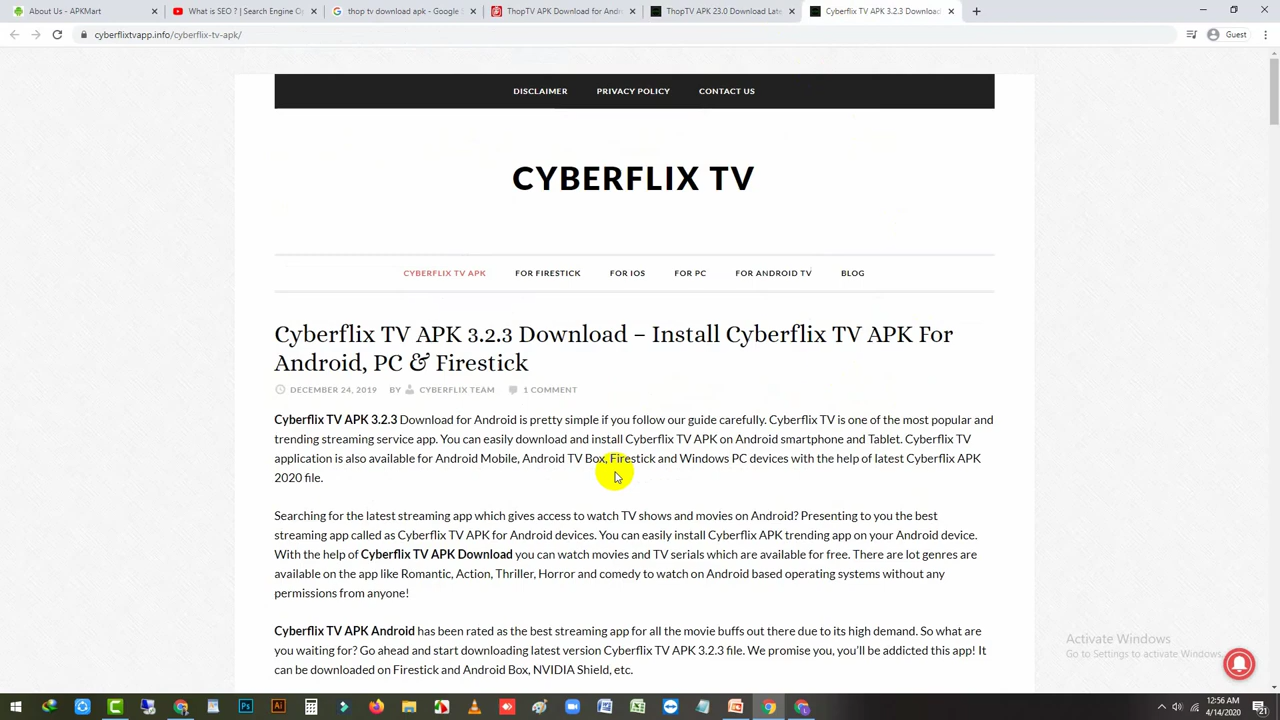 About Us - APKMart
What is SEO ? | Search Engine Op
thop tv download apk - Google S
ThopTV APK Download for Andro
ThopTV 23.0 Download Late
Cyberflix TV APK 3.2.3 Download
cyberflixtvapp.info/cyberflix-tv-apk/
Guest
DISCLAIMER
PRIVACY POLICY
CONTACT US
CYBERFLIX TV
CYBERFLIX TV APK
FOR FIRESTICK
FOR IOS
FOR PC
FOR ANDROID TV
BLOG
Cyberflix TV APK 3.2.3 Download – Install Cyberflix TV APK For
Android, PC & Firestick
DECEMBER 24, 2019 BY CYBERFLIX TEAM 1 COMMENT
Cyberflix TV APK 3.2.3 Download for Android is pretty simple if you follow our guide carefully. Cyberflix TV is one of the most popular and
trending streaming service app. You can easily download and install Cyberflix TV APK on Android smartphone and Tablet. Cyberflix TV
application is also available for Android Mobile, Android TV Box, Firestick and Windows PC devices with the help of latest Cyberflix APK
2020 file.
Searching for the latest streaming app which gives access to watch TV shows and movies on Android? Presenting to you the best
streaming app called as Cyberflix TV APK for Android devices. You can easily install Cyberflix APK trending app on your Android device.
With the help of Cyberflix TV APK Download you can watch movies and TV serials which are available for free. There are lot genres are
available on the app like Romantic, Action, Thriller, Horror and comedy to watch on Android based operating systems without any
permissions from anyone!
Cyberflix TV APK Android has been rated as the best streaming app for all the movie buffs out there due to its high demand. So what are
you waiting for? Go ahead and start downloading latest version Cyberflix TV APK 3.2.3 file. We promise you, you'll be addicted this app! It
can be downloaded on Firestick and Android Box, NVIDIA Shield, etc.
Activate Windows
Go to Settings to activate Windows.
12:56 AM
4/14/2020
21